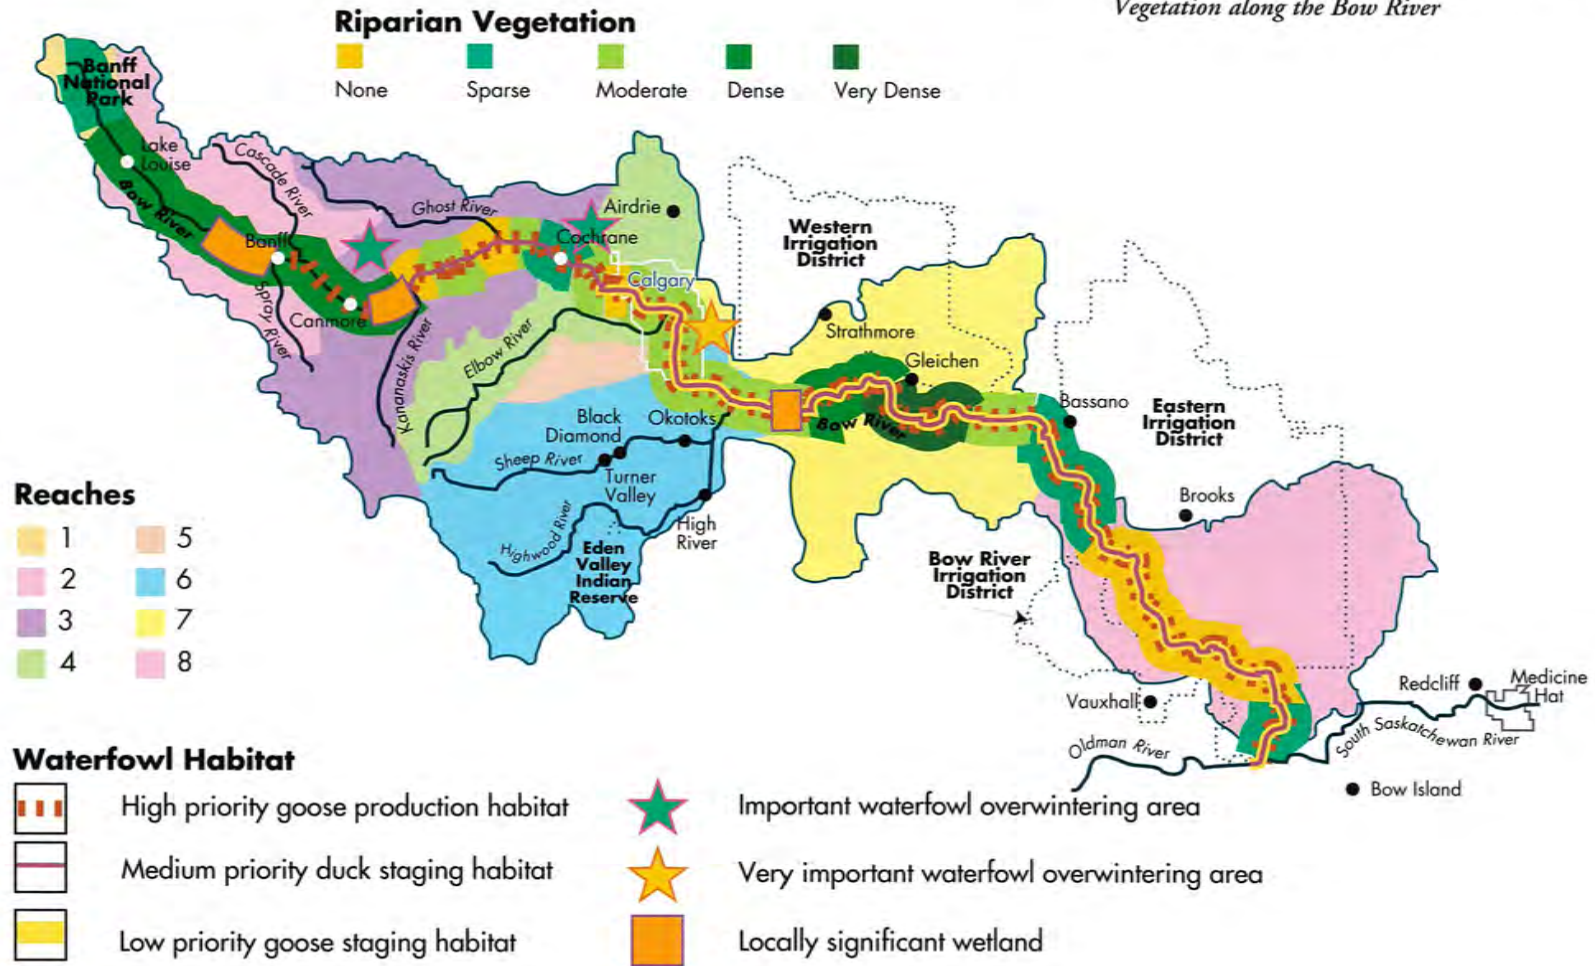 Vegetation along the Bow River
Riparian Vegetation
None
Sparse
Moderate
Dense
Very Dense
Banff
National
Park
Lake
Louise
Bow River
Cascade River
Ghost River
Banff
Spray River
Canmore
Kananaskis River
Elbow River
Cochrane
Airdrie
Calgary
Western
Irrigation
District
Strathmore
Gleichen
Bow River
Bassano
Eastern
Irrigation
District
Brooks
Black
Diamond
Okotoks
Sheep River
Turner
Valley
Highwood River
High
River
Eden
Valley
Indian
Reserve
Bow River
Irrigation
District
Vauxhall
Redcliff
Medicine
Hat
Oldman River
South Saskatchewan River
Bow Island
Reaches
1
5
2
6
3
7
4
8
Waterfowl Habitat
High priority goose production habitat
Medium priority duck staging habitat
Low priority goose staging habitat
Important waterfowl overwintering area
Very important waterfowl overwintering area
Locally significant wetland